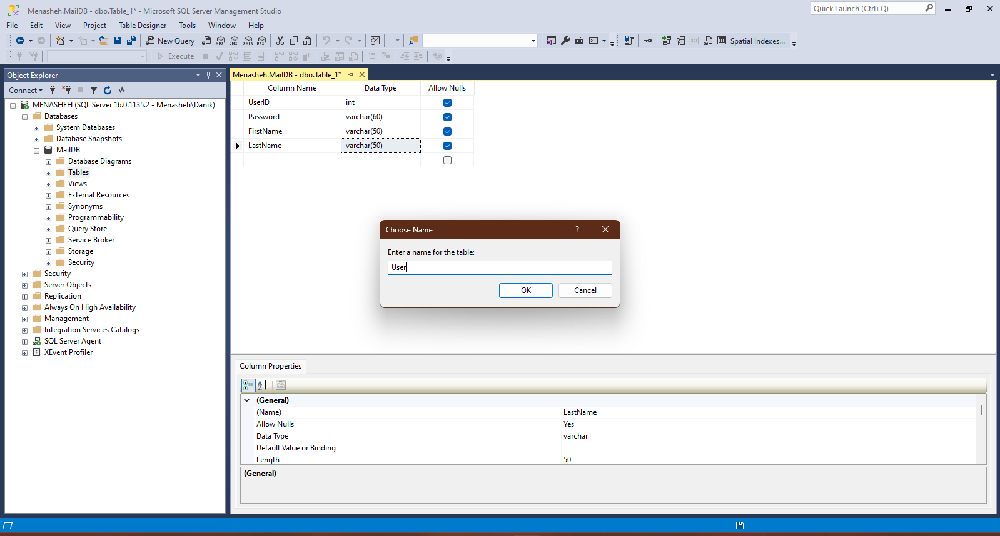 Menasheh.MailDB - dbo.Table_1* - Microsoft SQL Server Management Studio
Quick Launch (Ctrl+Q)
File Edit View Project Table Designer Tools Window Help
New Query MDX DMX XMLA DAX Spatial Indexes...
Execute
Object Explorer
Connect
MENASHEH (SQL Server 16.0.1135.2 - Menasheh\Danik)
Databases
System Databases
Database Snapshots
MailDB
Database Diagrams
Tables
Views
External Resources
Synonyms
Programmability
Query Store
Service Broker
Storage
Security
Security
Server Objects
Replication
Always On High Availability
Management
Integration Services Catalogs
SQL Server Agent
XEvent Profiler
Menasheh.MailDB - dbo.Table_1*
Column Name Data Type Allow Nulls
UserID int
Password varchar(60)
FirstName varchar(50)
LastName varchar(50)
Choose Name ?
Enter a name for the table:
User
OK Cancel
Column Properties
(General)
(Name) LastName
Allow Nulls Yes
Data Type varchar
Default Value or Binding
Length 50
(General)